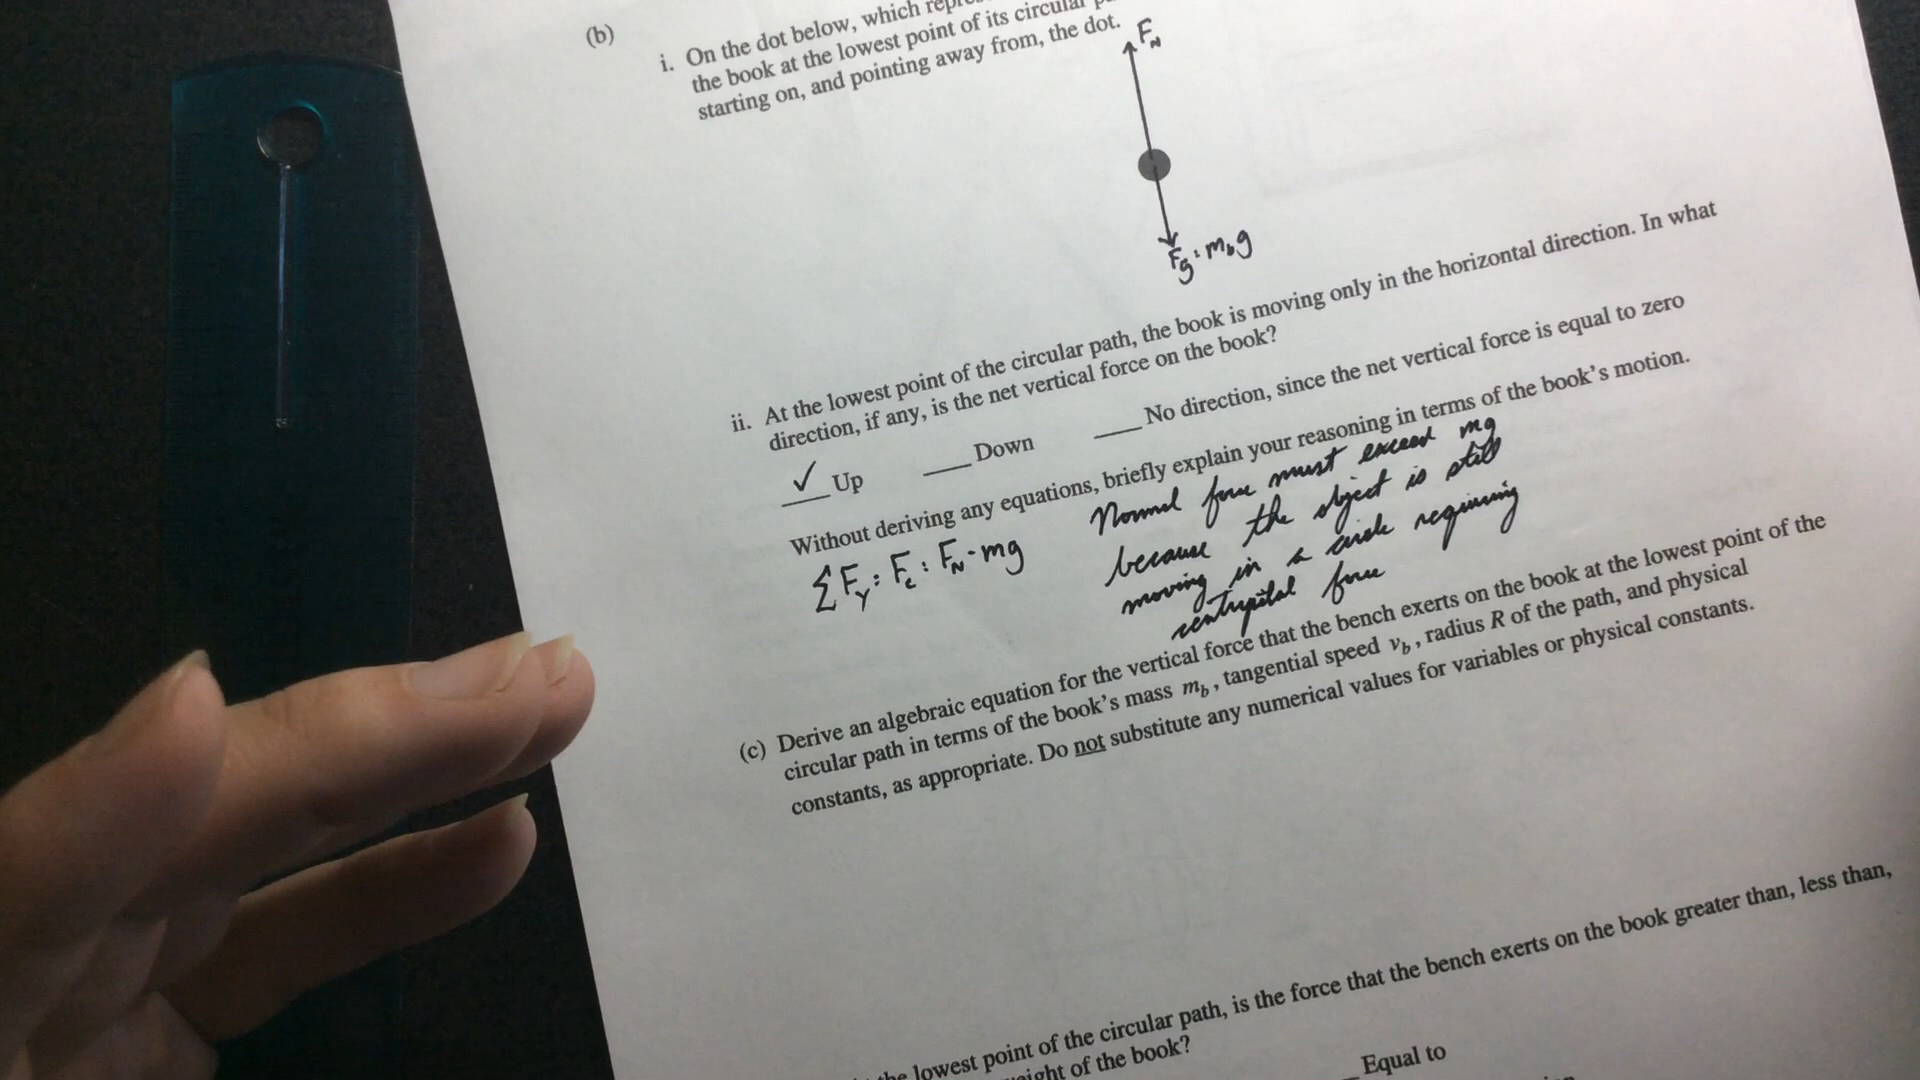 (b)
i. On the dot below, which
the book at the lowest point of its circular
starting on, and pointing away from, the dot.
F_N
F_g = m_b g
ii. At the lowest point of the circular path, the book is moving only in the horizontal direction. In what
direction, if any, is the net vertical force on the book?
✓ Up ___ Down ___ No direction, since the net vertical force is equal to zero
Without deriving any equations, briefly explain your reasoning in terms of the book's motion.
ΣF_y = F_c = F_N - mg
Normal force must exceed mg
because the object is still
moving in a circle requiring
centripital force
(c) Derive an algebraic equation for the vertical force that the bench exerts on the book at the lowest point of the
circular path in terms of the book's mass m_b, tangential speed v_b, radius R of the path, and physical
constants, as appropriate. Do not substitute any numerical values for variables or physical constants.
the lowest point of the circular path, is the force that the bench exerts on the book greater than, less than,
of the book?
___ Equal to